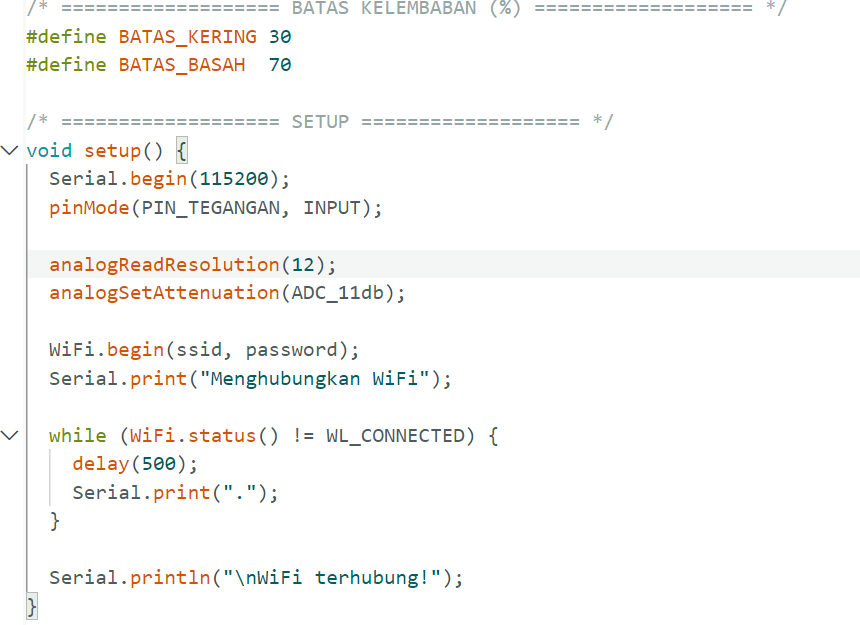 /* =================== BATAS KELEMBABAN (%) =================== */
#define BATAS_KERING 30
#define BATAS_BASAH  70
/* =================== SETUP =================== */
void setup() {
  Serial.begin(115200);
  pinMode(PIN_TEGANGAN, INPUT);
  analogReadResolution(12);
  analogSetAttenuation(ADC_11db);
  WiFi.begin(ssid, password);
  Serial.print("Menghubungkan WiFi");
  while (WiFi.status() != WL_CONNECTED) {
    delay(500);
    Serial.print(".");
  }
  Serial.println("\nWiFi terhubung!");
}